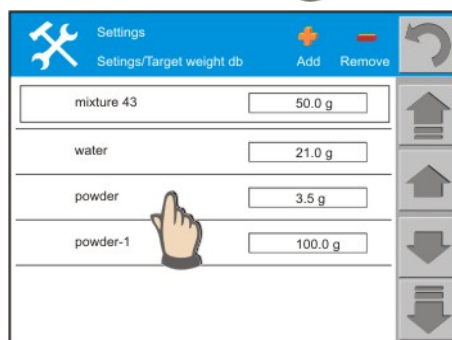 Settings
Setings/Target weight db
Add Remove
mixture 43 50.0 g
water 21.0 g
powder 3.5 g
powder-1 100.0 g